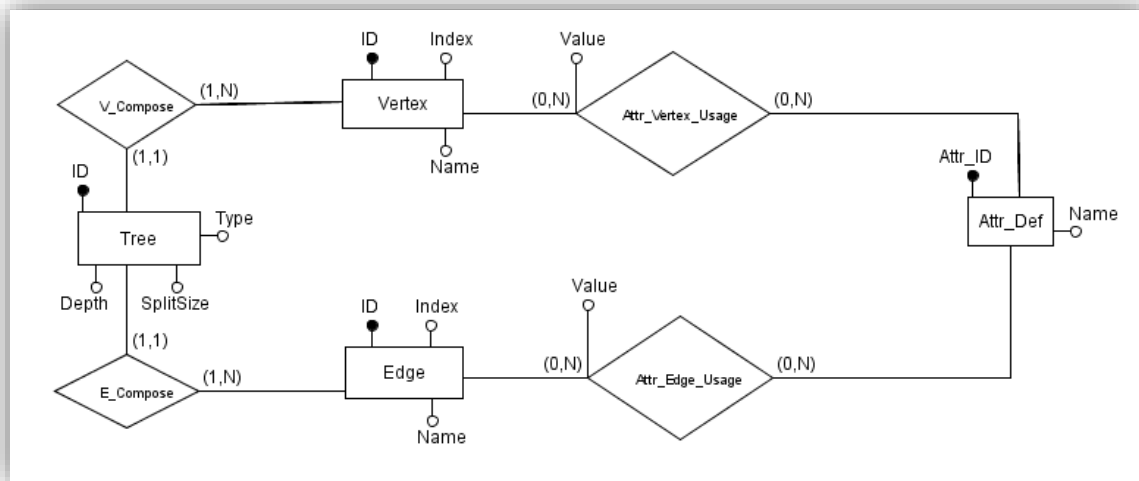 ID Index Value
V_Compose (1,N) Vertex (0,N) Attr_Vertex_Usage (0,N)
(1,1) Name Attr_ID
ID
Type Attr_Def Name
Tree
Depth SplitSize ID Index Value
(1,1)
E_Compose (1,N) Edge (0,N) Attr_Edge_Usage (0,N)
Name